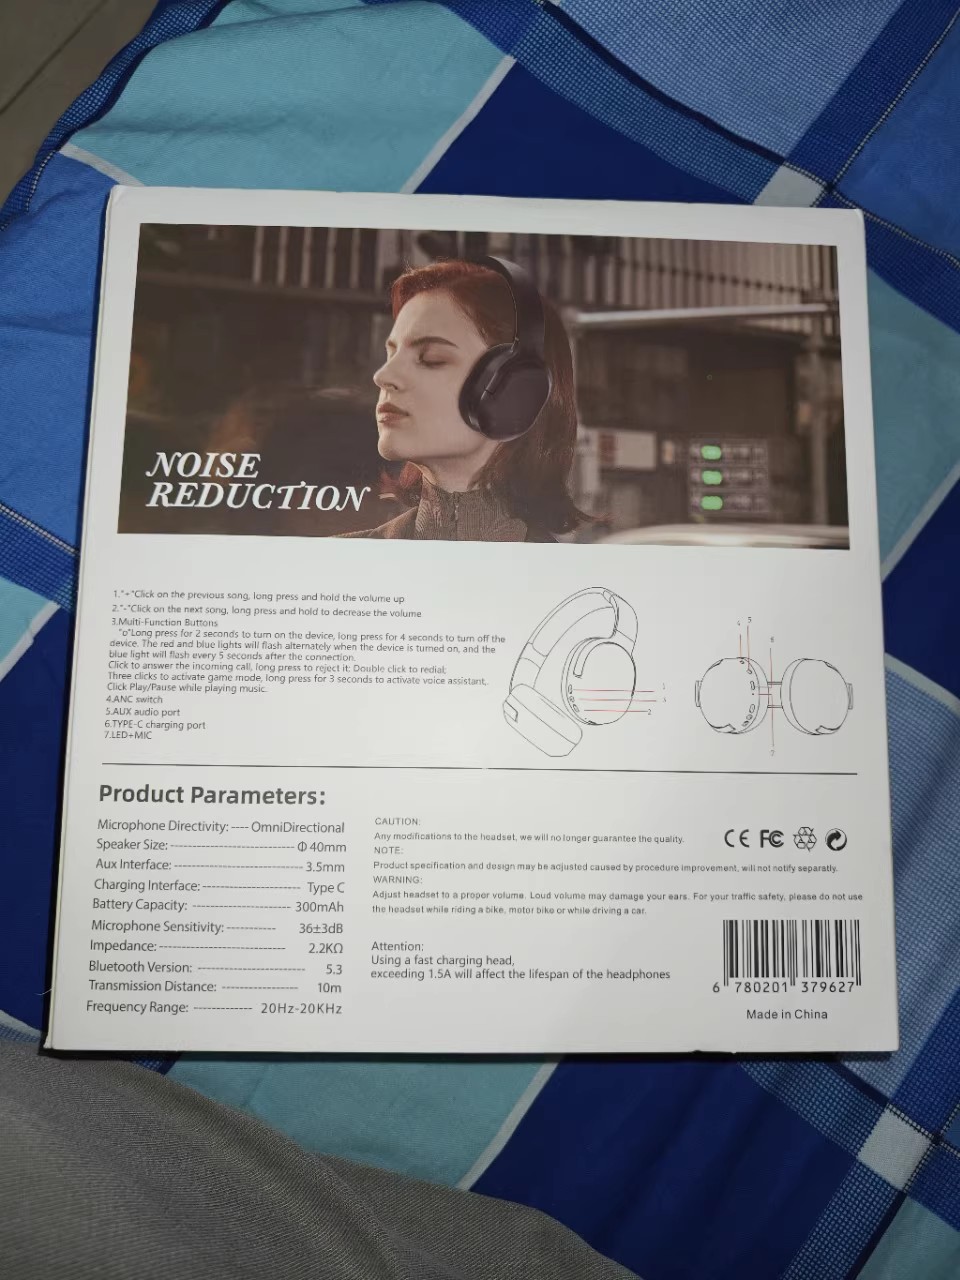 NOISE
REDUCTION
1."+"Click on the previous song, long press and hold the volume up
2."-"Click on the next song, long press and hold to decrease the volume
3.Multi-Function Buttons
"o"Long press for 2 seconds to turn on the device, long press for 4 seconds to turn off the
device. The red and blue lights will flash alternately when the device is turned on, and the
blue light will flash every 5 seconds after the connection.
Click to answer the incoming call, long press to reject it; Double click to redial;
Three clicks to activate game mode, long press for 3 seconds to activate voice assistant,
Click Play/Pause while playing music.
4.ANC switch
5.AUX audio port
6.TYPE-C charging port
7.LED+MIC
1
3
2
4
5
6
7
Product Parameters:
Microphone Directivity: ---- OmniDirectional
Speaker Size: ------------------------- Φ 40mm
Aux Interface: -------------------------- 3.5mm
Charging Interface: -------------------- Type C
Battery Capacity: -------------------- 300mAh
Microphone Sensitivity: ----------- 36±3dB
Impedance: -------------------------- 2.2KΩ
Bluetooth Version: ---------------------- 5.3
Transmission Distance: ---------------- 10m
Frequency Range: ------------- 20Hz-20KHz
CAUTION:
Any modifications to the headset, we will no longer guarantee the quality.
NOTE:
Product specification and design may be adjusted caused by procedure improvement, will not notify separatly.
WARNING:
Adjust headset to a proper volume. Loud volume may damage your ears. For your traffic safety, please do not use
the headset while riding a bike, motor bike or while driving a car.
Attention:
Using a fast charging head,
exceeding 1.5A will affect the lifespan of the headphones
CE FC
6 780201 379627
Made in China